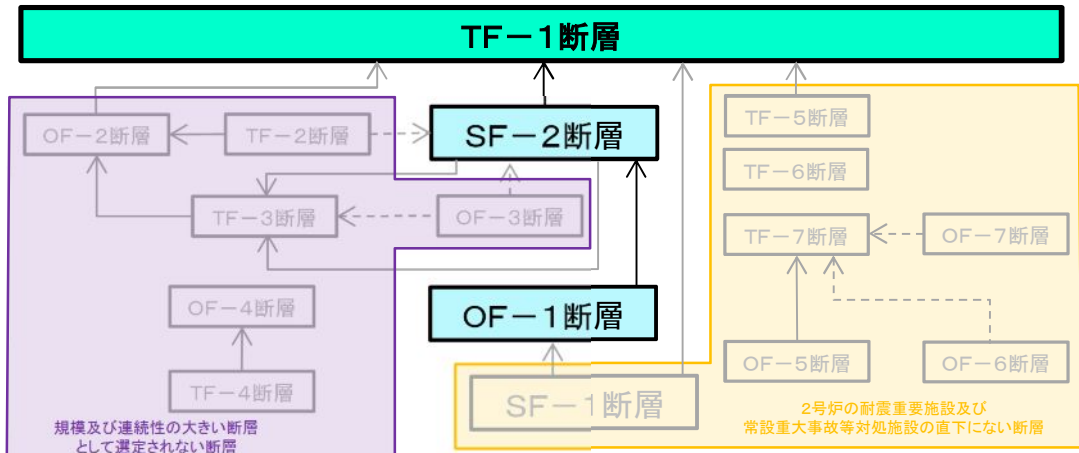 TF－1断層
OF－2断層
TF－2断層
SF－2断層
TF－3断層
OF－3断層
OF－4断層
TF－4断層
規模及び連続性の大きい断層
として選定されない断層
OF－1断層
SF－1断層
TF－5断層
TF－6断層
TF－7断層
OF－7断層
OF－5断層
OF－6断層
2号炉の耐震重要施設及び
常設重大事故等対処施設の直下にない断層